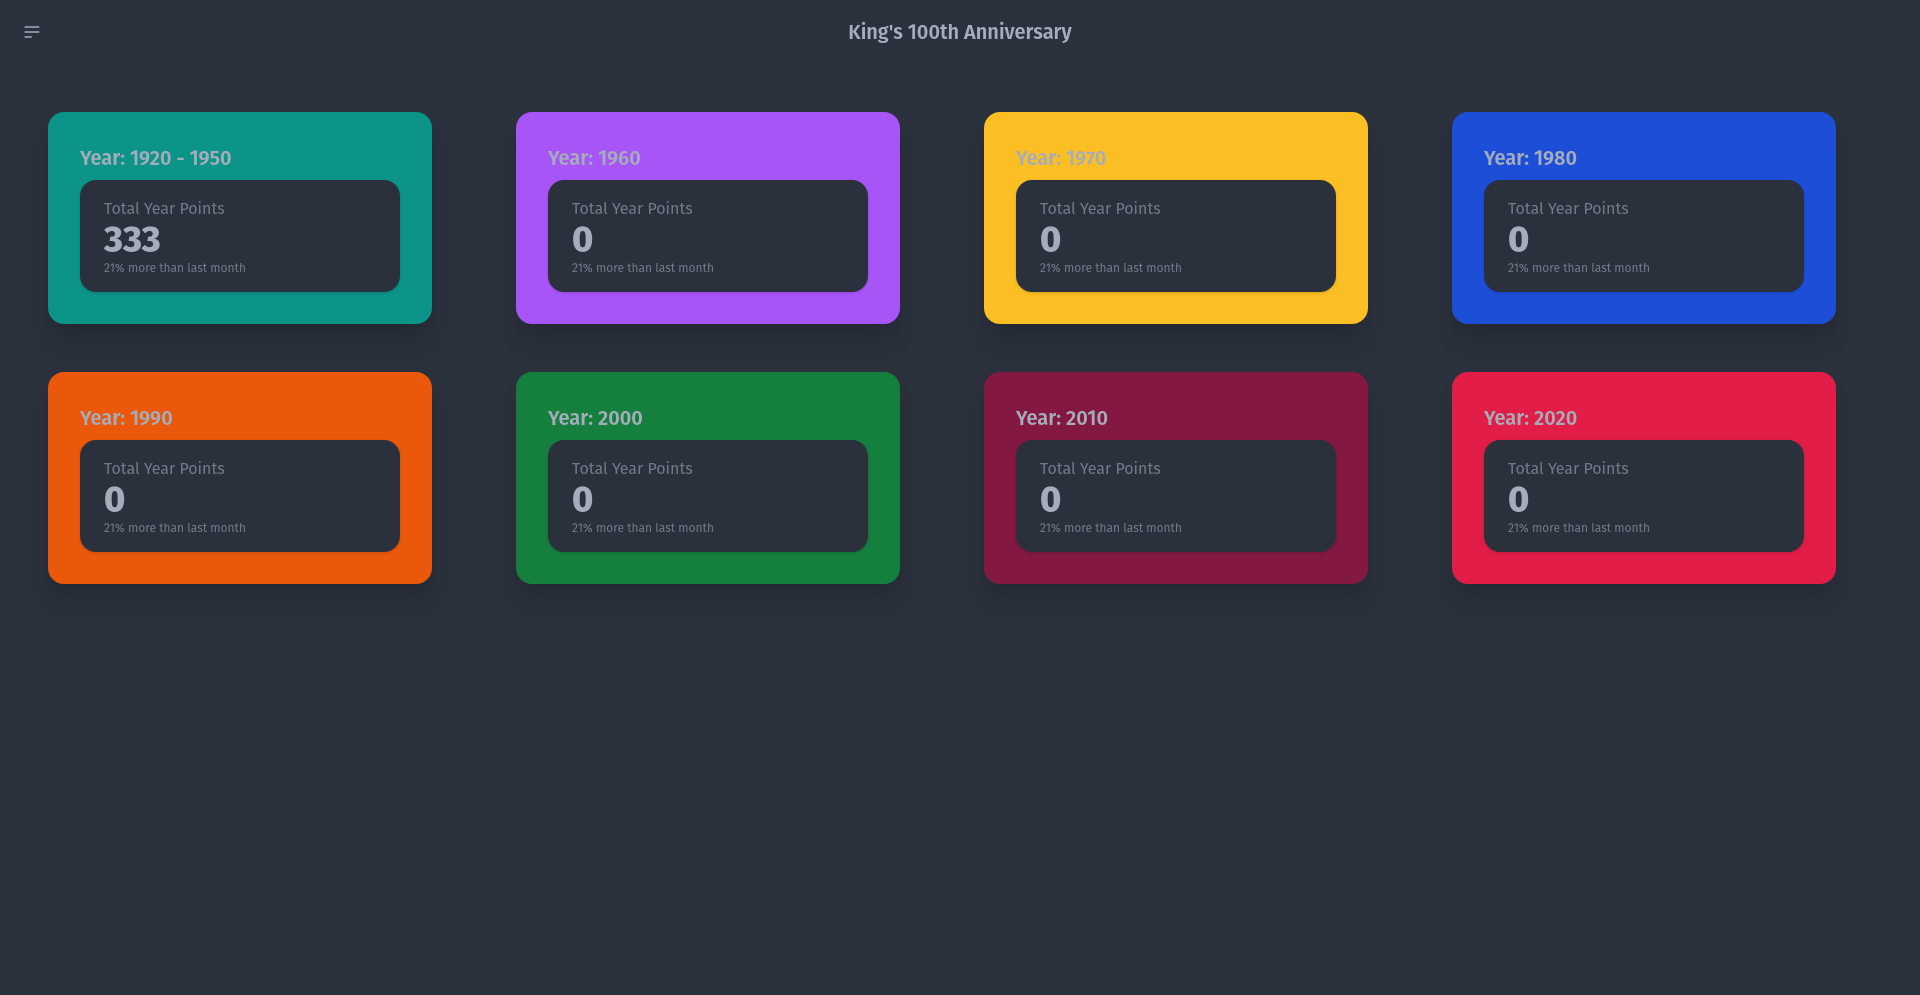 King's 100th Anniversary
Year: 1920 - 1950
Total Year Points
333
21% more than last month
Year: 1960
Total Year Points
0
21% more than last month
Year: 1970
Total Year Points
0
21% more than last month
Year: 1980
Total Year Points
0
21% more than last month
Year: 1990
Total Year Points
0
21% more than last month
Year: 2000
Total Year Points
0
21% more than last month
Year: 2010
Total Year Points
0
21% more than last month
Year: 2020
Total Year Points
0
21% more than last month